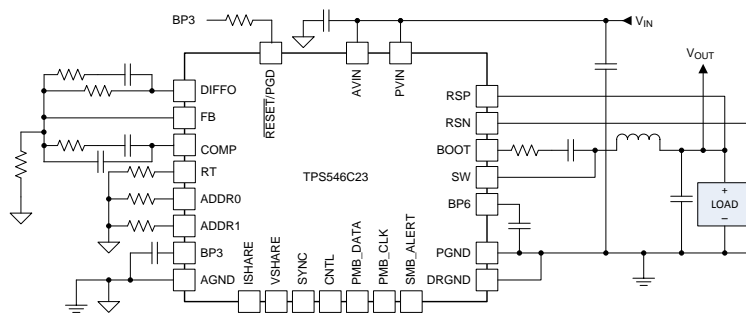 BP3
V_IN
RESET/PGD
AVIN
PVIN
V_OUT
DIFFO
FB
COMP
RT
ADDR0
ADDR1
BP3
AGND
TPS546C23
RSP
RSN
BOOT
SW
BP6
PGND
DRGND
+
LOAD
–
ISHARE
VSHARE
SYNC
CNTL
PMB_DATA
PMB_CLK
SMB_ALERT